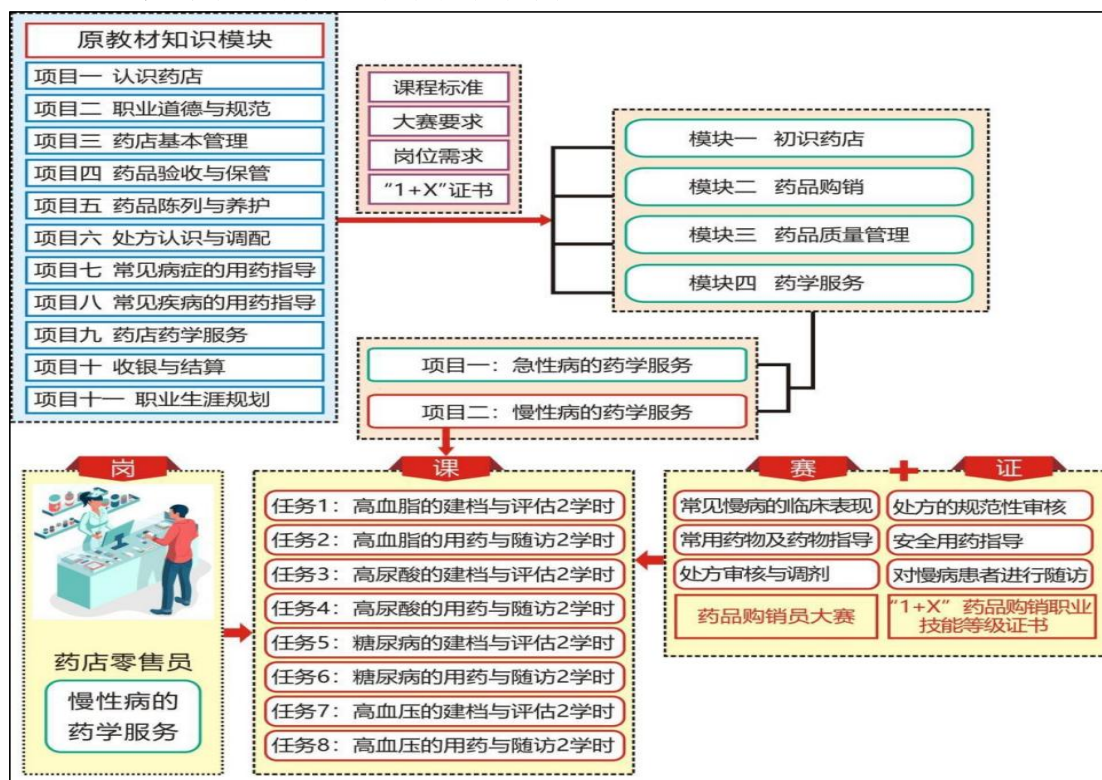 原教材知识模块
项目一 认识药店
项目二 职业道德与规范
项目三 药店基本管理
项目四 药品验收与保管
项目五 药品陈列与养护
项目六 处方认识与调配
项目七 常见病症的用药指导
项目八 常见疾病的用药指导
项目九 药店药学服务
项目十 收银与结算
项目十一 职业生涯规划
课程标准
大赛要求
岗位需求
“1+X”证书
模块一 初识药店
模块二 药品购销
模块三 药品质量管理
模块四 药学服务
项目一：急性病的药学服务
项目二：慢性病的药学服务
岗
药店零售员
慢性病的
药学服务
课
任务1：高血脂的建档与评估2学时
任务2：高血脂的用药与随访2学时
任务3：高尿酸的建档与评估2学时
任务4：高尿酸的用药与随访2学时
任务5：糖尿病的建档与评估2学时
任务6：糖尿病的用药与随访2学时
任务7：高血压的建档与评估2学时
任务8：高血压的用药与随访2学时
赛
+
证
常见慢病的临床表现
常用药物及药物指导
处方审核与调剂
药品购销员大赛
处方的规范性审核
安全用药指导
对慢病患者进行随访
“1+X”药品购销职业
技能等级证书